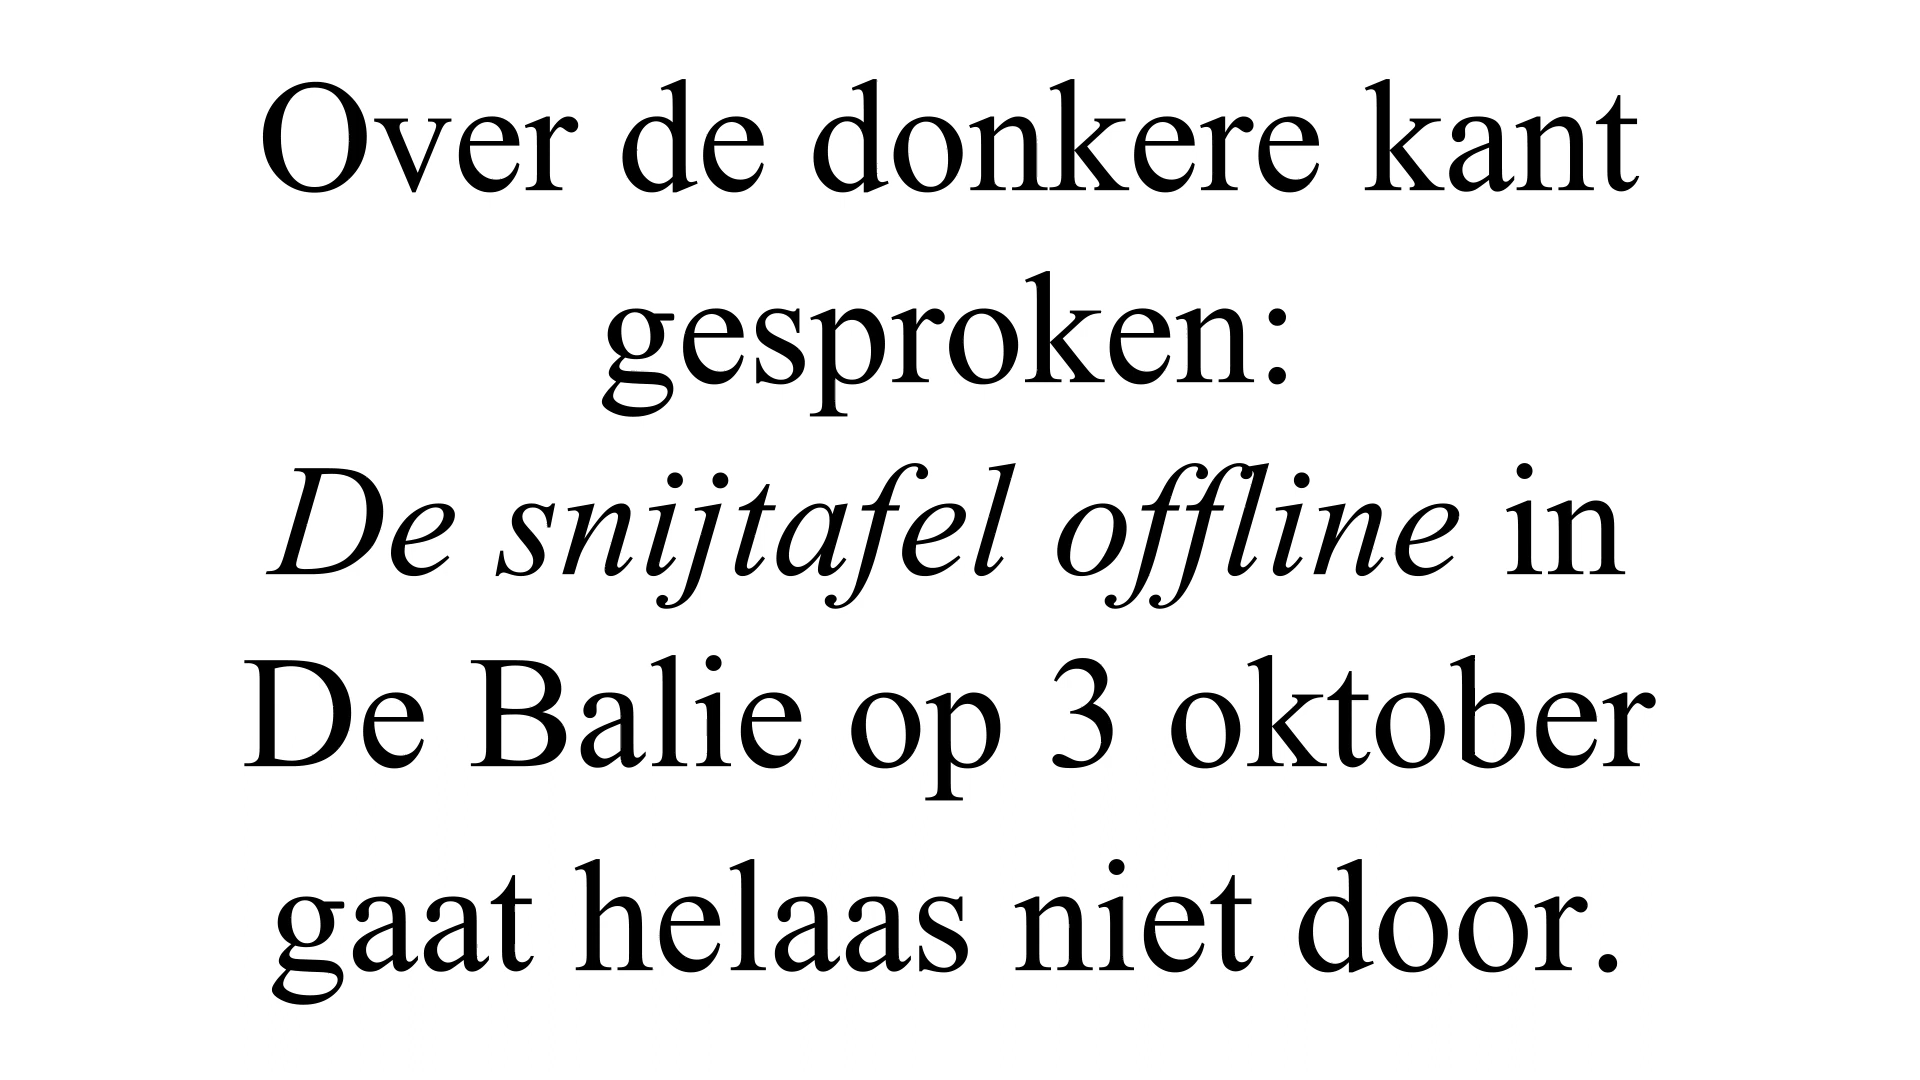 Over de donkere kant
gesproken:
De snijtafel offline in
De Balie op 3 oktober
gaat helaas niet door.